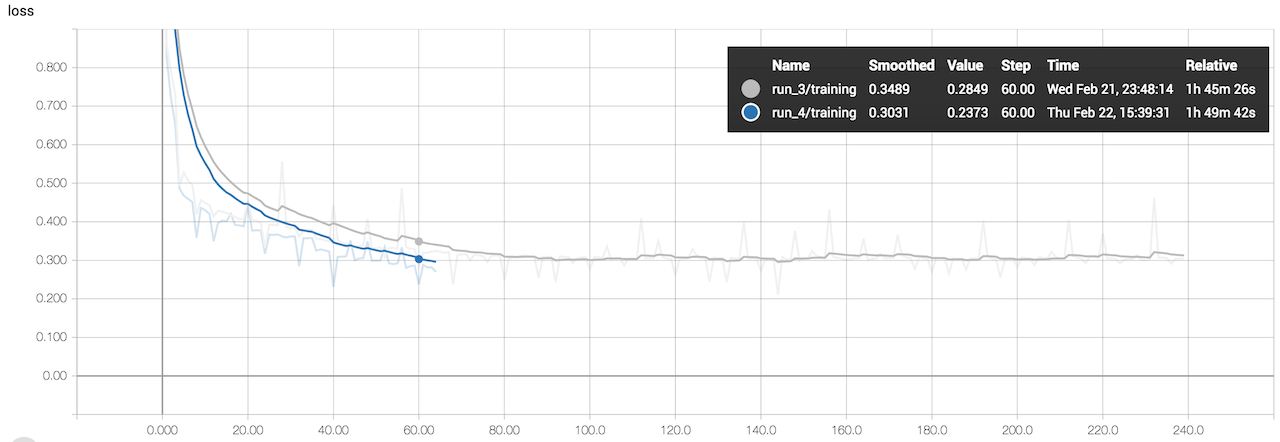 loss
Name Smoothed Value Step Time Relative
run_3/training 0.3489 0.2849 60.00 Wed Feb 21, 23:48:14 1h 45m 26s
run_4/training 0.3031 0.2373 60.00 Thu Feb 22, 15:39:31 1h 49m 42s
0.800
0.700
0.600
0.500
0.400
0.300
0.200
0.100
0.00
0.000 20.00 40.00 60.00 80.00 100.0 120.0 140.0 160.0 180.0 200.0 220.0 240.0